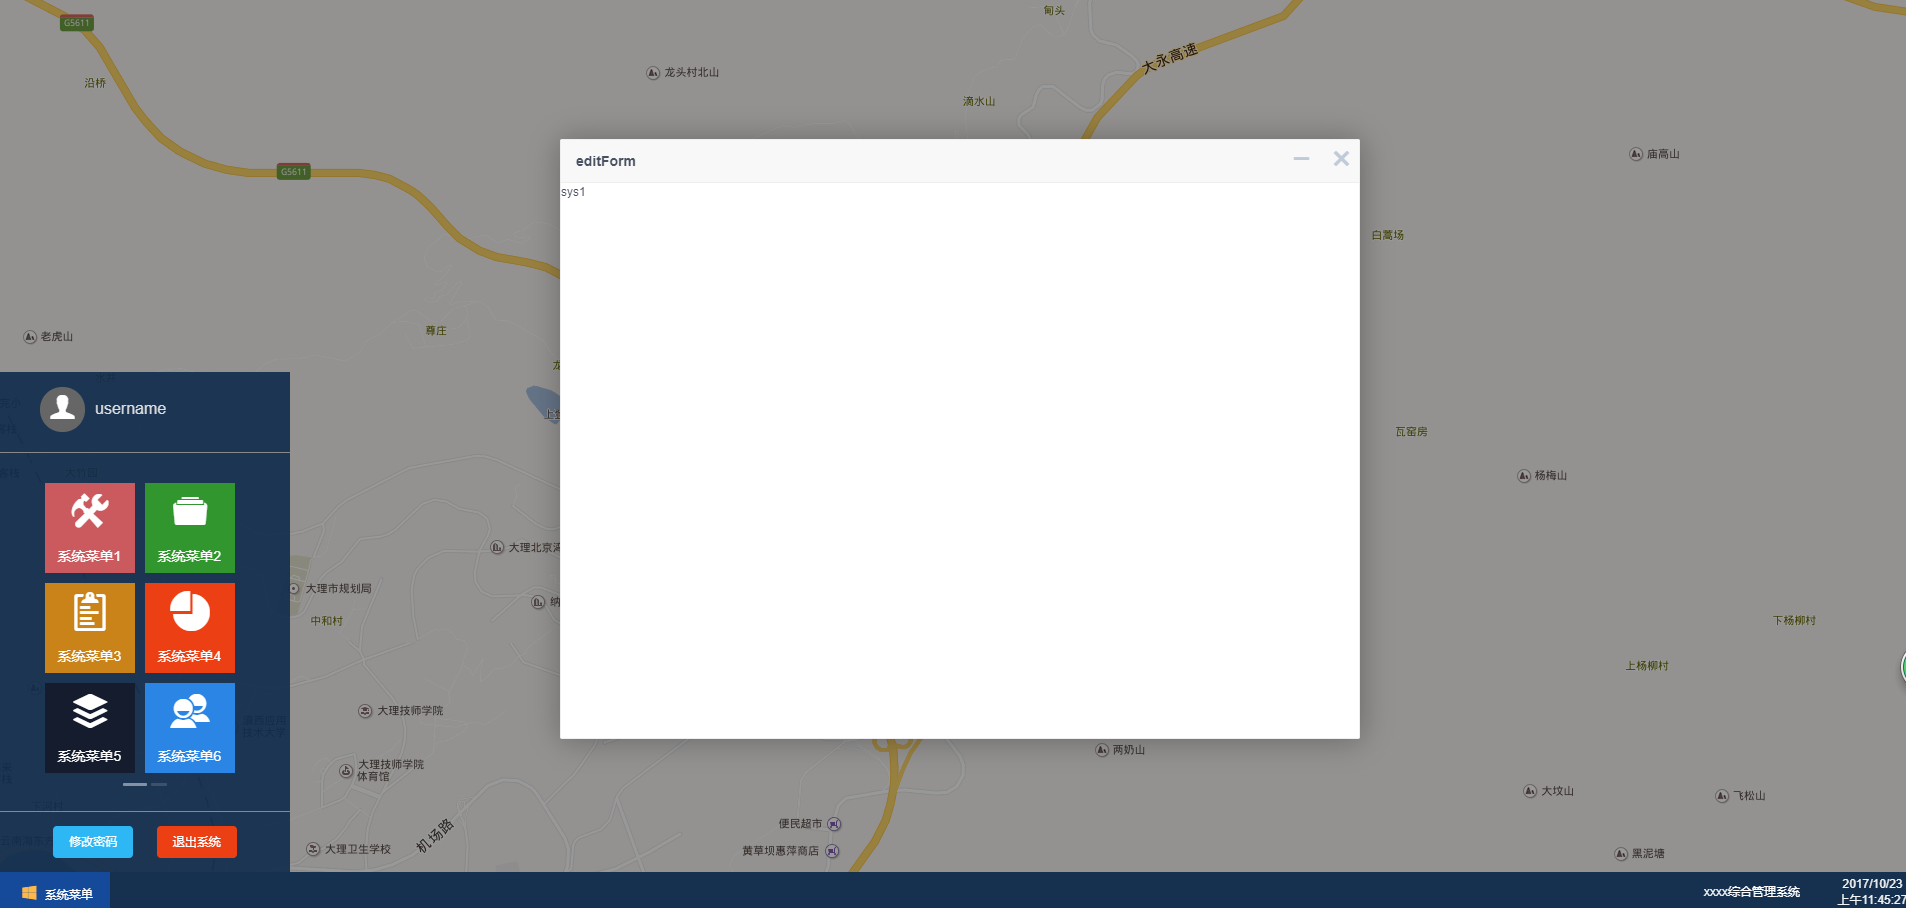 G5611
甸头
大永高速
龙头村北山
沿桥
滴水山
庙高山
editForm
G5611
sys1
白蒿场
尊庄
老虎山
龙
username
上
瓦窑房
杨梅山
系统菜单1
系统菜单2
大理北京湾
大理市规划局
纳
中和村
下杨柳村
系统菜单3
系统菜单4
上杨柳村
大理技师学院
系统菜单5
系统菜单6
两奶山
大理技师学院
体育馆
大坟山
飞松山
便民超市
机场路
修改密码
退出系统
大理卫生学校
黄草坝惠萍商店
黑泥塘
系统菜单
xxxx综合管理系统
2017/10/23
上午11:45:27